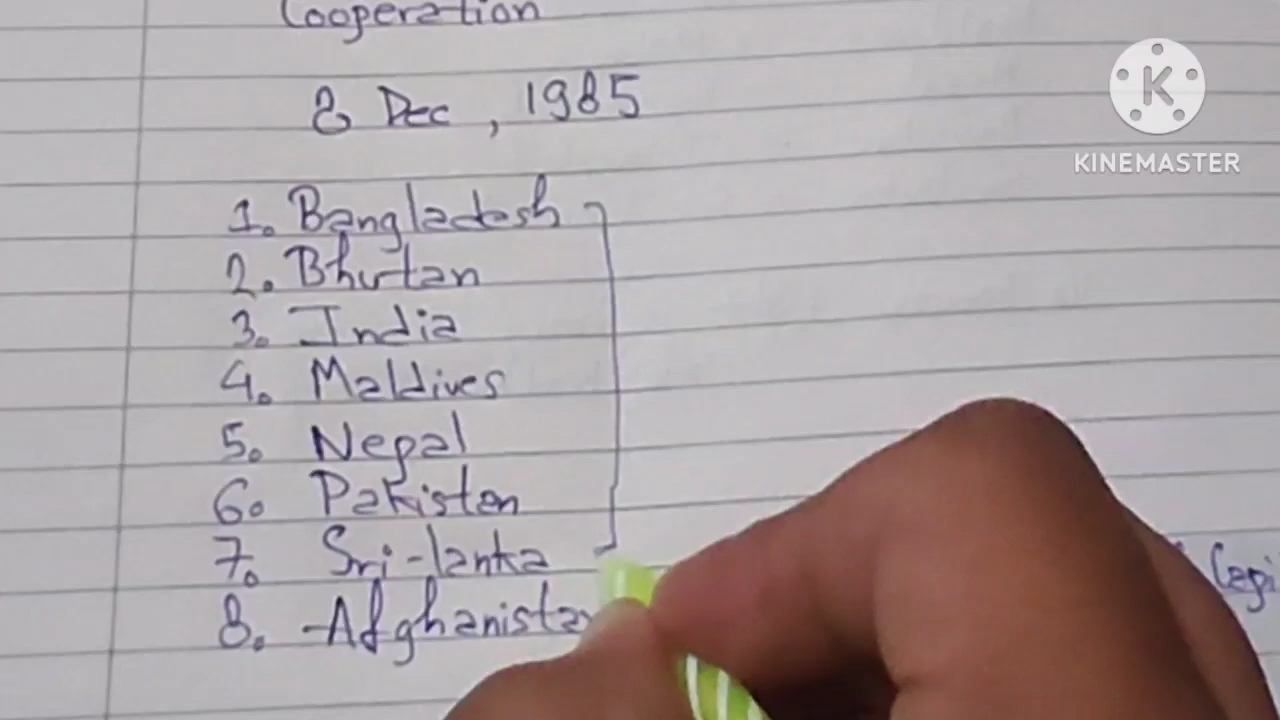 Cooperation
8 Dec, 1985
KINEMASTER
1. Bangladesh
2. Bhutan
3. India
4. Maldives
5. Nepal
6. Pakistan
7. Sri-lanka
8. Afghanistan